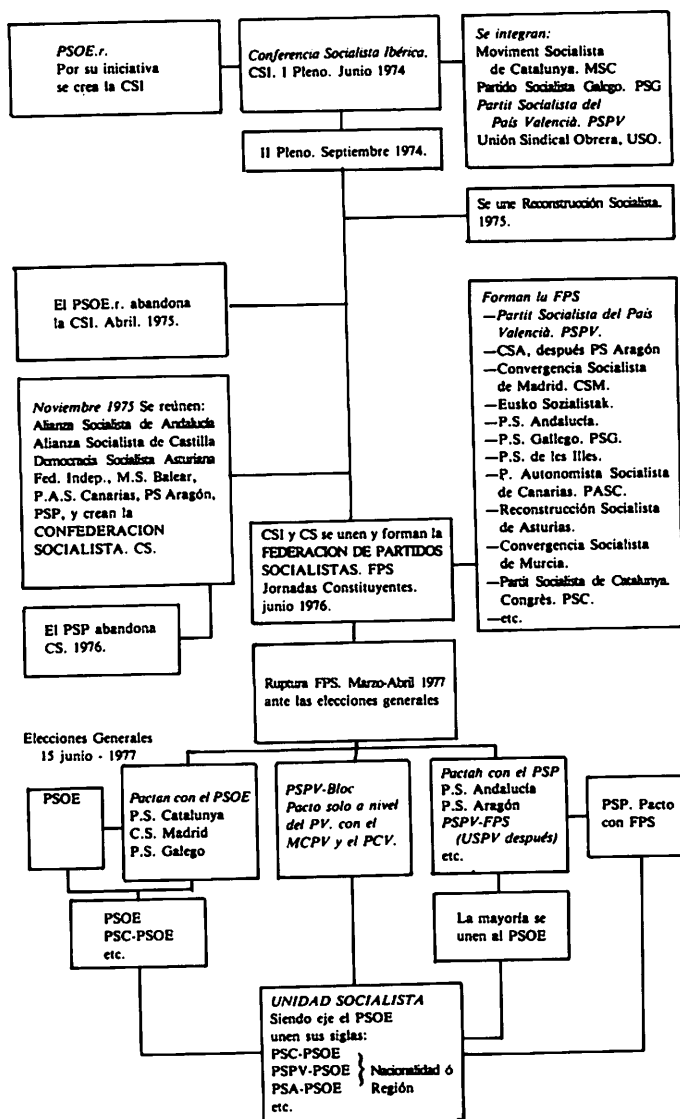 PSOE.r.
Por su iniciativa
se crea la CSI
Conferencia Socialista Ibérica.
CSI. I Pleno. Junio 1974
Se integran:
Moviment Socialista
de Catalunya. MSC
Partido Socialista Galego. PSG
Partit Socialista del
País Valencià. PSPV
Unión Sindical Obrera, USO.
II Pleno. Septiembre 1974.
Se une Reconstrucción Socialista.
1975.
El PSOE.r. abandona
la CSI. Abril. 1975.
Forman la FPS
—Partit Socialista del País
Valencià. PSPV.
—CSA, después PS Aragón
—Convergencia Socialista
de Madrid. CSM.
—Eusko Sozialistak.
—P.S. Andalucía.
—P.S. Gallego. PSG.
—P.S. de les Illes.
—P. Autonomista Socialista
de Canarias. PASC.
—Reconstrucción Socialista
de Asturias.
—Convergencia Socialista
de Murcia.
—Partit Socialista de Catalunya.
Congrès. PSC.
—etc.
Noviembre 1975 Se reúnen:
Alianza Socialista de Andalucía
Alianza Socialista de Castilla
Democracia Socialista Asturiana
Fed. Indep., M.S. Balear,
P.A.S. Canarias, PS Aragón,
PSP, y crean la
CONFEDERACION
SOCIALISTA. CS.
CSI y CS se unen y forman la
FEDERACION DE PARTIDOS
SOCIALISTAS. FPS
Jornadas Constituyentes.
junio 1976.
El PSP abandona
CS. 1976.
Ruptura FPS. Marzo-Abril 1977
ante las elecciones generales
Elecciones Generales
15 junio - 1977
PSOE
Pactan con el PSOE
P.S. Catalunya
C.S. Madrid
P.S. Galego
PSPV-Bloc
Pacto solo a nivel
del PV. con el
MCPV y el PCV.
Pactah con el PSP
P.S. Andalucía
P.S. Aragón
PSPV-FPS
(USPV después)
etc.
PSP. Pacto
con FPS
PSOE
PSC-PSOE
etc.
La mayoría se
unen al PSOE
UNIDAD SOCIALISTA
Siendo eje el PSOE
unen sus siglas:
PSC-PSOE
PSPV-PSOE } Nacionalidad ó
PSA-PSOE Región
etc.